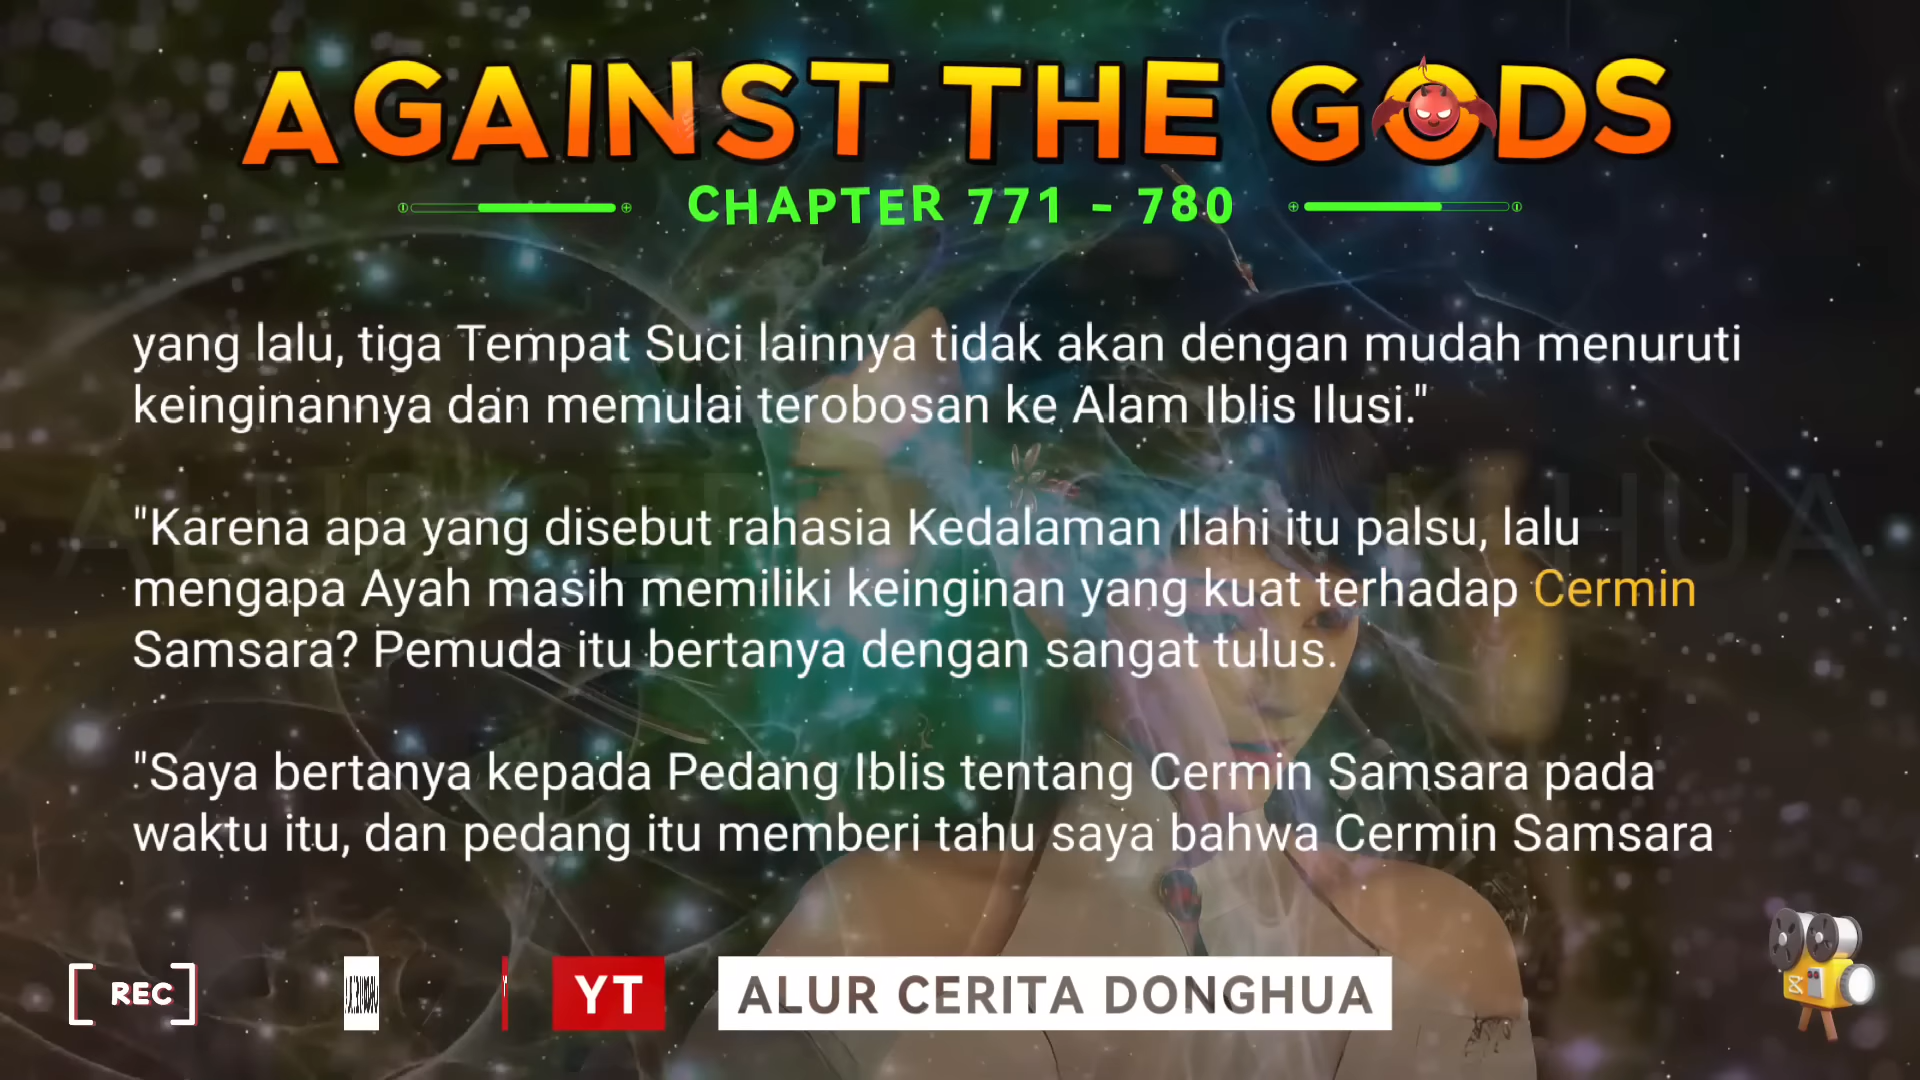 AGAINST THE GODS
CHAPTER 771 - 780
yang lalu, tiga Tempat Suci lainnya tidak akan dengan mudah menuruti
keinginannya dan memulai terobosan ke Alam Iblis Ilusi."
"Karena apa yang disebut rahasia Kedalaman Ilahi itu palsu, lalu
mengapa Ayah masih memiliki keinginan yang kuat terhadap Cermin
Samsara? Pemuda itu bertanya dengan sangat tulus.
"Saya bertanya kepada Pedang Iblis tentang Cermin Samsara pada
waktu itu, dan pedang itu memberi tahu saya bahwa Cermin Samsara
REC
YT
ALUR CERITA DONGHUA